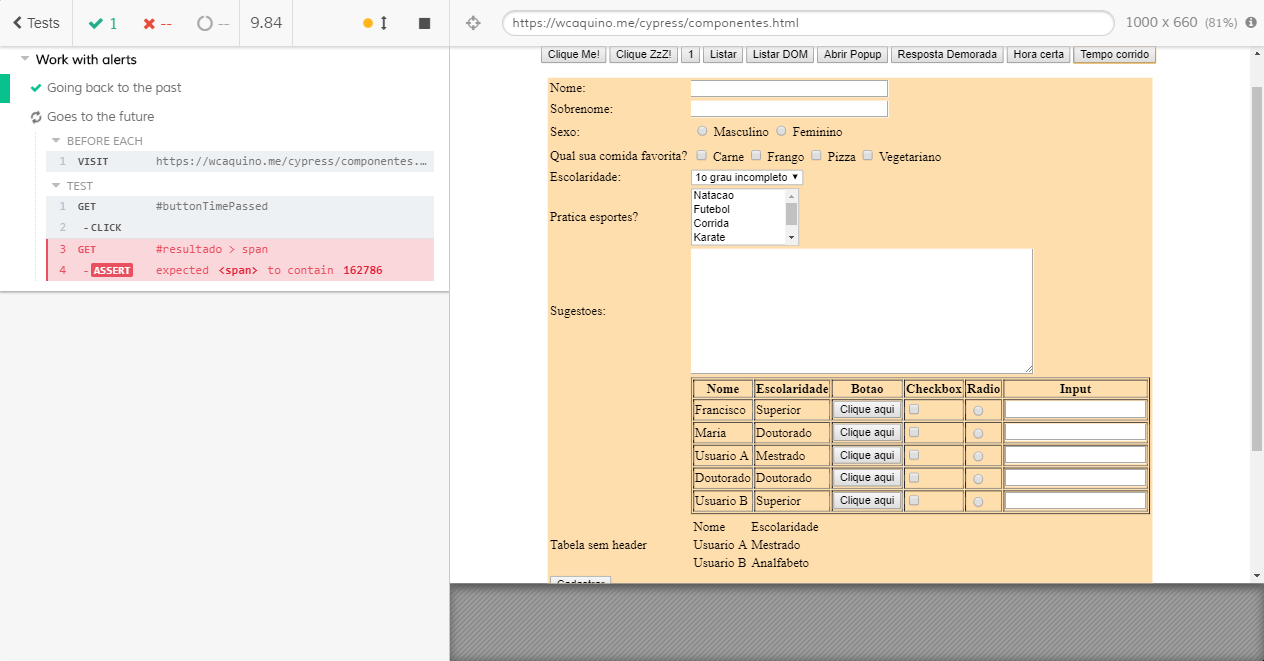 Tests
1
--
--
9.84
https://wcaquino.me/cypress/componentes.html
1000 x 660 (81%)
Work with alerts
Going back to the past
Goes to the future
BEFORE EACH
1 VISIT https://wcaquino.me/cypress/componentes.…
TEST
1 GET #buttonTimePassed
2 -CLICK
3 GET #resultado > span
4 -ASSERT expected <span> to contain 162786
Clique Me! Clique ZzZ! 1 Listar Listar DOM Abrir Popup Resposta Demorada Hora certa Tempo corrido
Nome:
Sobrenome:
Sexo: Masculino Feminino
Qual sua comida favorita? Carne Frango Pizza Vegetariano
Escolaridade: 1o grau incompleto
Pratica esportes?
Natacao
Futebol
Corrida
Karate
Sugestoes:
Nome Escolaridade Botao Checkbox Radio Input
Francisco Superior Clique aqui
Maria Doutorado Clique aqui
Usuario A Mestrado Clique aqui
Doutorado Doutorado Clique aqui
Usuario B Superior Clique aqui
Tabela sem header
Nome Escolaridade
Usuario A Mestrado
Usuario B Analfabeto
Cadastrar